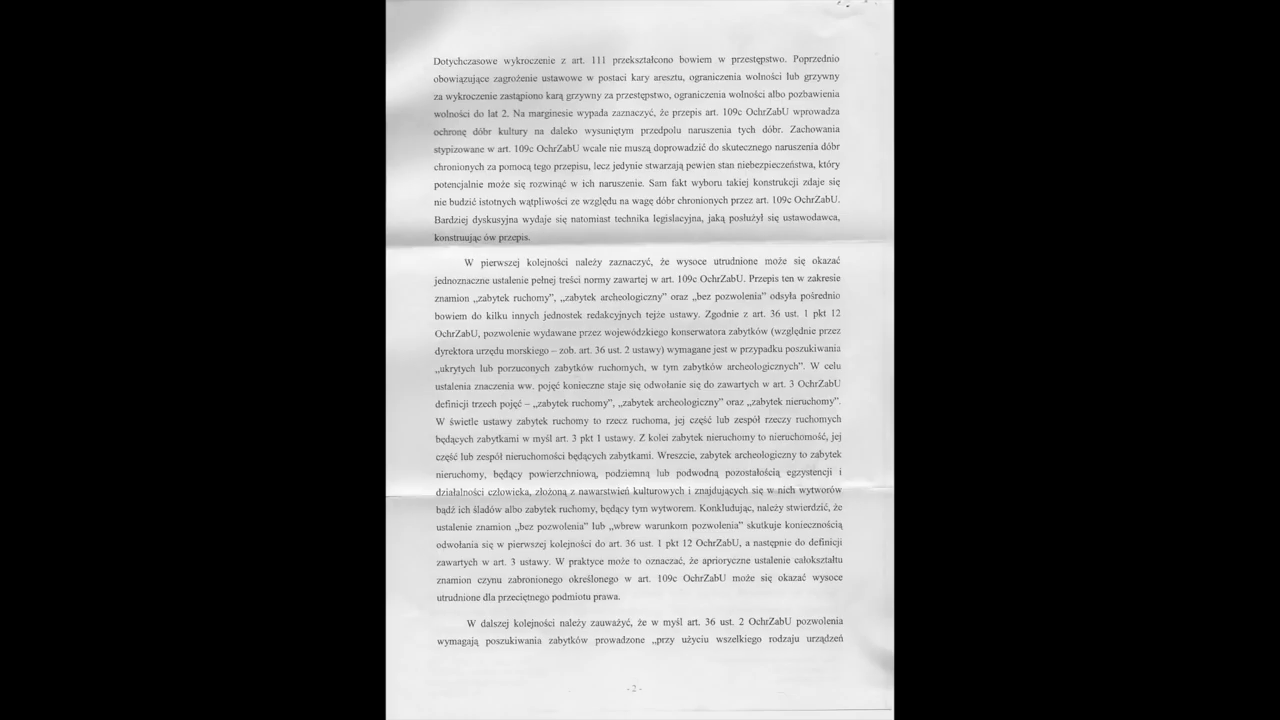 Dotychczasowe wykroczenie z art. 111 przekształcono bowiem w przestępstwo. Poprzednio
obowiązujące zagrożenie ustawowe w postaci kary aresztu, ograniczenia wolności lub grzywny
za wykroczenie zastąpiono karą grzywny za przestępstwo, ograniczenia wolności albo pozbawienia
wolności do lat 2. Na marginesie wypada zaznaczyć, że przepis art. 109c OchrZabU wprowadza
ochronę dóbr kultury na daleko wysuniętym przedpolu naruszenia tych dóbr. Zachowania
stypizowane w art. 109c OchrZabU wcale nie muszą doprowadzić do skutecznego naruszenia dóbr
chronionych za pomocą tego przepisu, lecz jedynie stwarzają pewien stan niebezpieczeństwa, który
potencjalnie może się rozwinąć w ich naruszenie. Sam fakt wyboru takiej konstrukcji zdaje się
nie budzić istotnych wątpliwości ze względu na wagę dóbr chronionych przez art. 109c OchrZabU.
Bardziej dyskusyjna wydaje się natomiast technika legislacyjna, jaką posłużył się ustawodawca,
konstruując ów przepis.
W pierwszej kolejności należy zaznaczyć, że wysoce utrudnione może się okazać
jednoznaczne ustalenie pełnej treści normy zawartej w art. 109c OchrZabU. Przepis ten w zakresie
znamion „zabytek ruchomy”, „zabytek archeologiczny” oraz „bez pozwolenia” odsyła pośrednio
bowiem do kilku innych jednostek redakcyjnych tejże ustawy. Zgodnie z art. 36 ust. 1 pkt 12
OchrZabU, pozwolenie wydawane przez wojewódzkiego konserwatora zabytków (względnie przez
dyrektora urzędu morskiego – zob. art. 36 ust. 2 ustawy) wymagane jest w przypadku poszukiwania
„ukrytych lub porzuconych zabytków ruchomych, w tym zabytków archeologicznych”. W celu
ustalenia znaczenia ww. pojęć konieczne staje się odwołanie się do zawartych w art. 3 OchrZabU
definicji trzech pojęć – „zabytek ruchomy”, „zabytek archeologiczny” oraz „zabytek nieruchomy”.
W świetle ustawy zabytek ruchomy to rzecz ruchoma, jej część lub zespół rzeczy ruchomych
będących zabytkami w myśl art. 3 pkt 1 ustawy. Z kolei zabytek nieruchomy to nieruchomość, jej
część lub zespół nieruchomości będących zabytkami. Wreszcie, zabytek archeologiczny to zabytek
nieruchomy, będący powierzchniową, podziemną lub podwodną pozostałością egzystencji i
działalności człowieka, złożoną z nawarstwień kulturowych i znajdujących się w nich wytworów
bądź ich śladów albo zabytek ruchomy, będący tym wytworem. Konkludując, należy stwierdzić, że
ustalenie znamion „bez pozwolenia” lub „wbrew warunkom pozwolenia” skutkuje koniecznością
odwołania się w pierwszej kolejności do art. 36 ust. 1 pkt 12 OchrZabU, a następnie do definicji
zawartych w art. 3 ustawy. W praktyce może to oznaczać, że aprioryczne ustalenie całokształtu
znamion czynu zabronionego określonego w art. 109c OchrZabU może się okazać wysoce
utrudnione dla przeciętnego podmiotu prawa.
W dalszej kolejności należy zauważyć, że w myśl art. 36 ust. 2 OchrZabU pozwolenia
wymagają poszukiwania zabytków prowadzone „przy użyciu wszelkiego rodzaju urządzeń
- 2 -